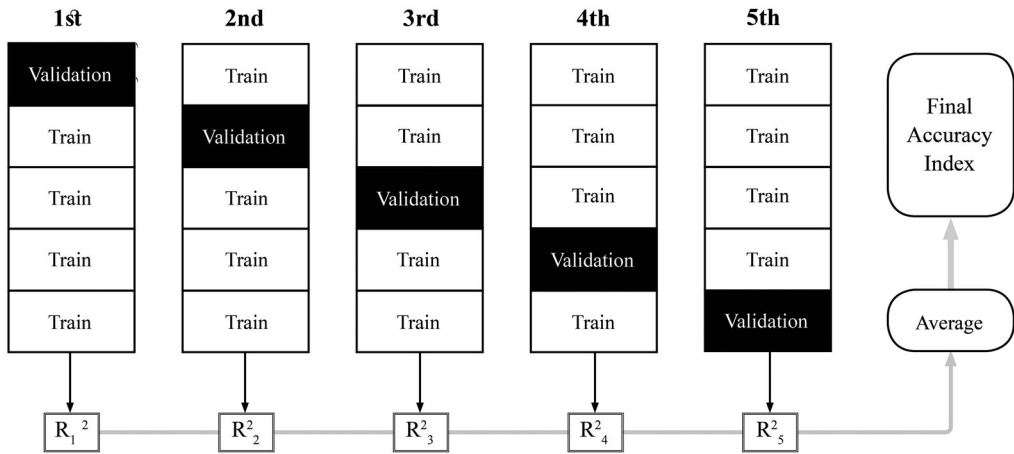 1st 2nd 3rd 4th 5th
Validation Train Train Train Train
Train Validation Train Train Train
Train Train Validation Train Train
Train Train Train Validation Train
Train Train Train Train Validation
Final
Accuracy
Index
Average
R₁² R²₂ R²₃ R²₄ R²₅